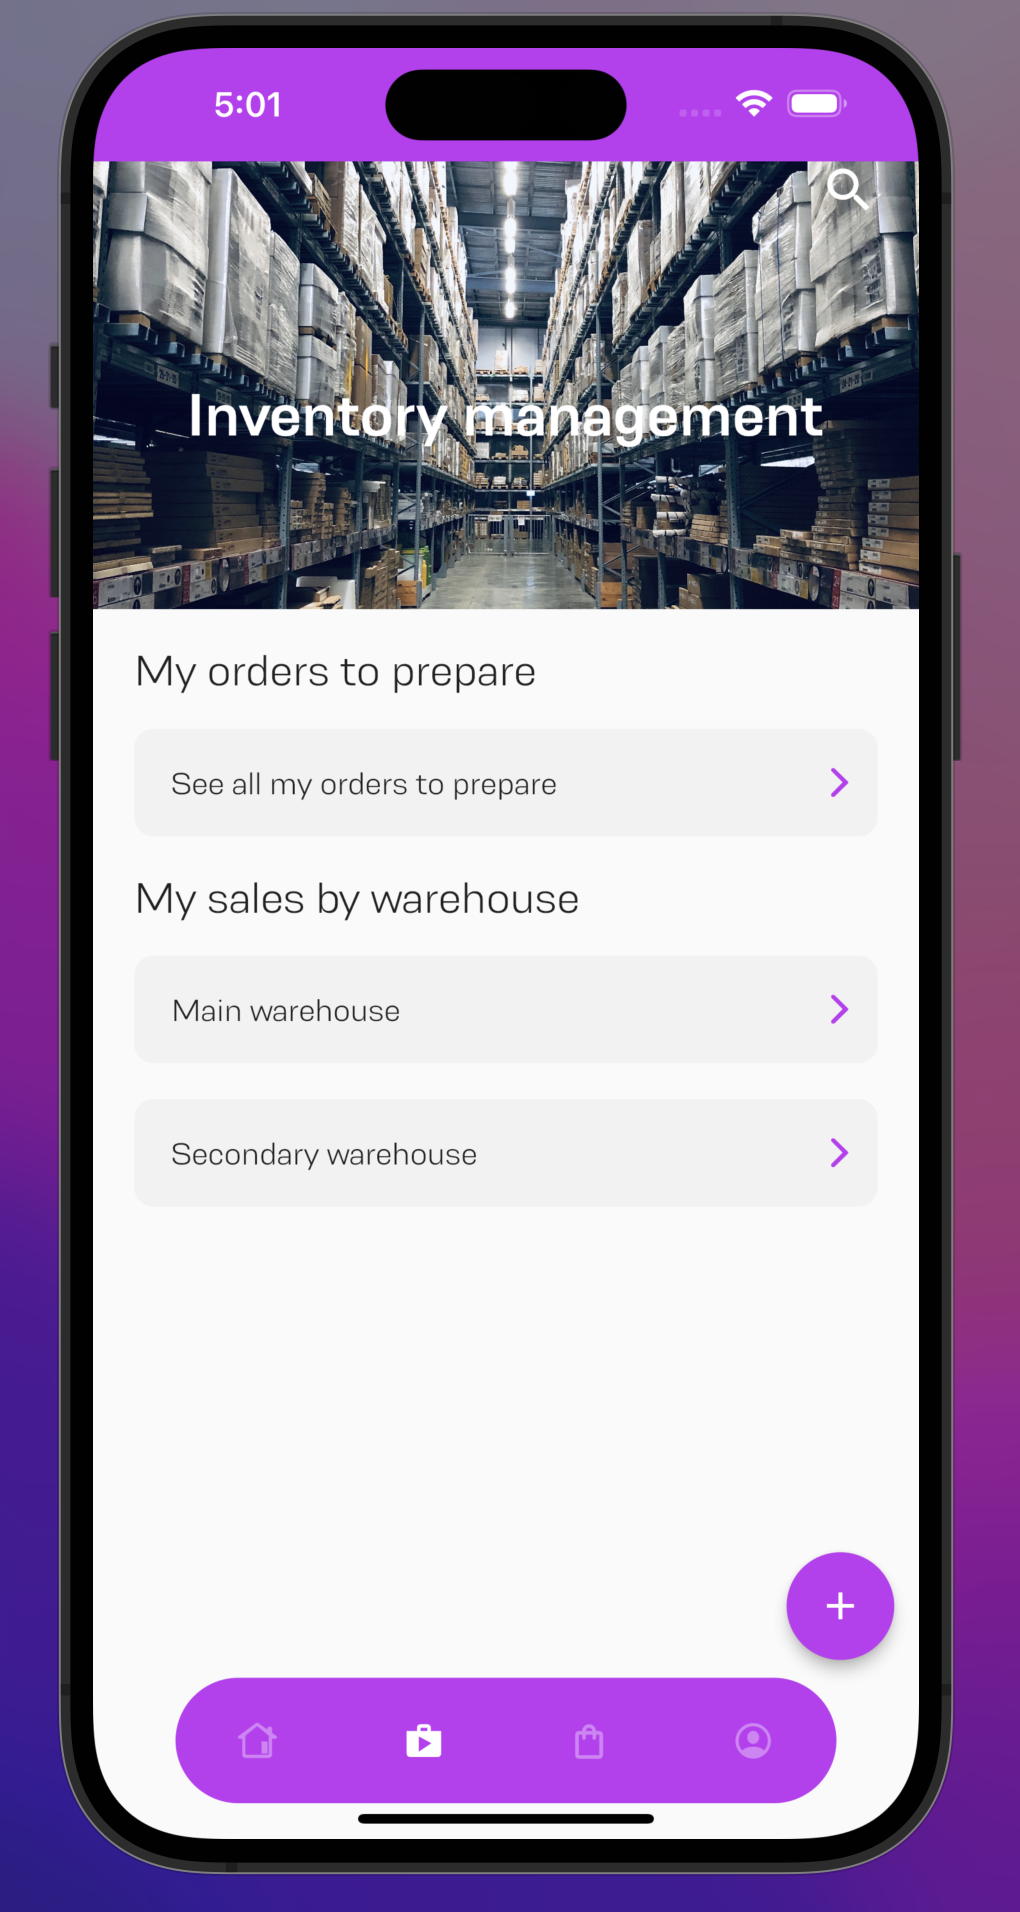 5:01
Inventory management
My orders to prepare
See all my orders to prepare
My sales by warehouse
Main warehouse
Secondary warehouse